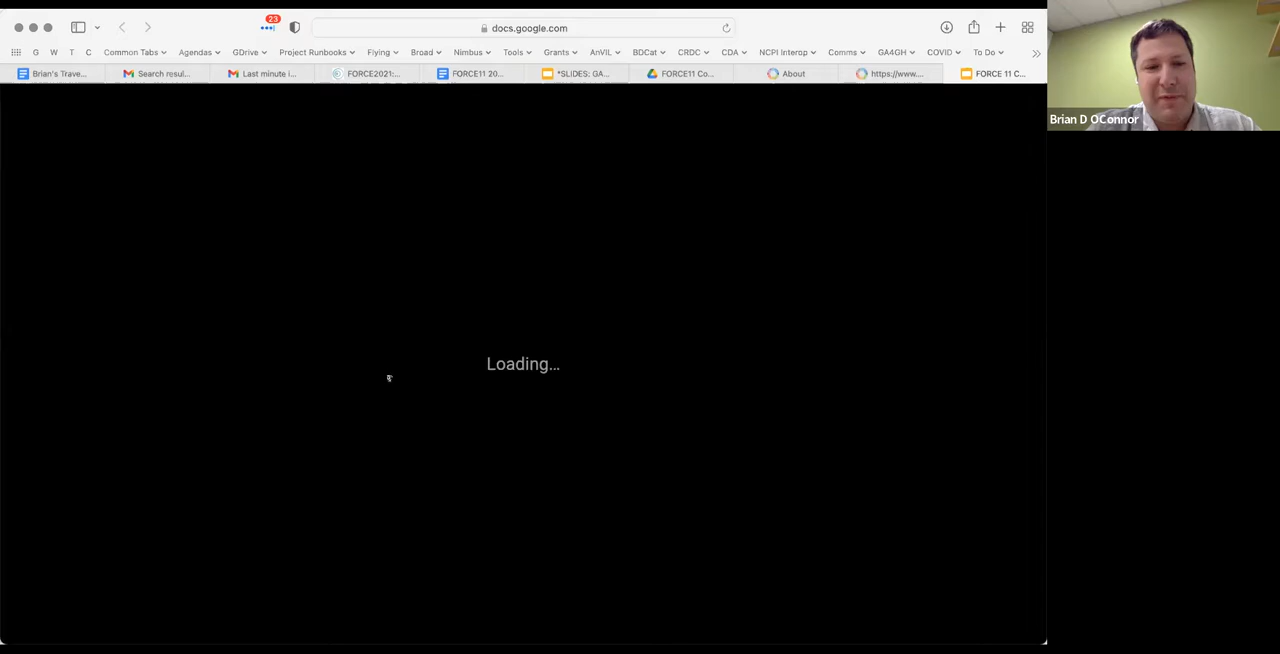 23
docs.google.com
G W T C Common Tabs Agendas GDrive Project Runbooks Flying Broad Nimbus Tools Grants AnVIL BDCat CRDC CDA NCPI Interop Comms GA4GH COVID To Do
Brian's Trave... Search resul... Last minute i... FORCE2021:... FORCE11 20... *SLIDES: GA... FORCE11 Co... About https://www.... FORCE 11 C...
Brian D OConnor
Loading...